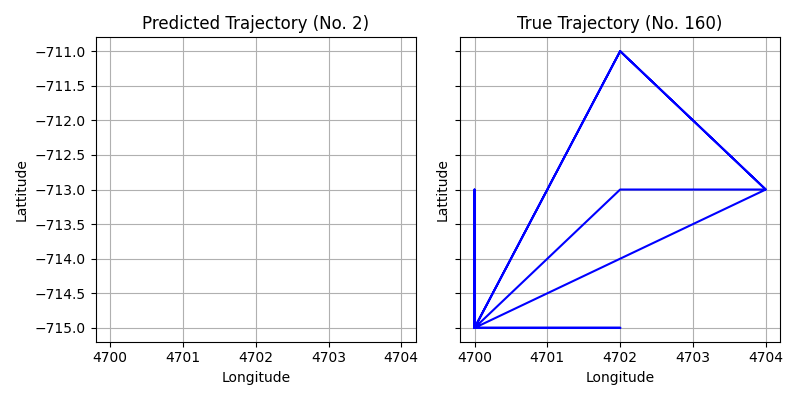 Predicted Trajectory (No. 2)
True Trajectory (No. 160)
−711.0
−711.5
−712.0
−712.5
−713.0
−713.5
−714.0
−714.5
−715.0
Lattitude
Lattitude
4700 4701 4702 4703 4704
4700 4701 4702 4703 4704
Longitude
Longitude